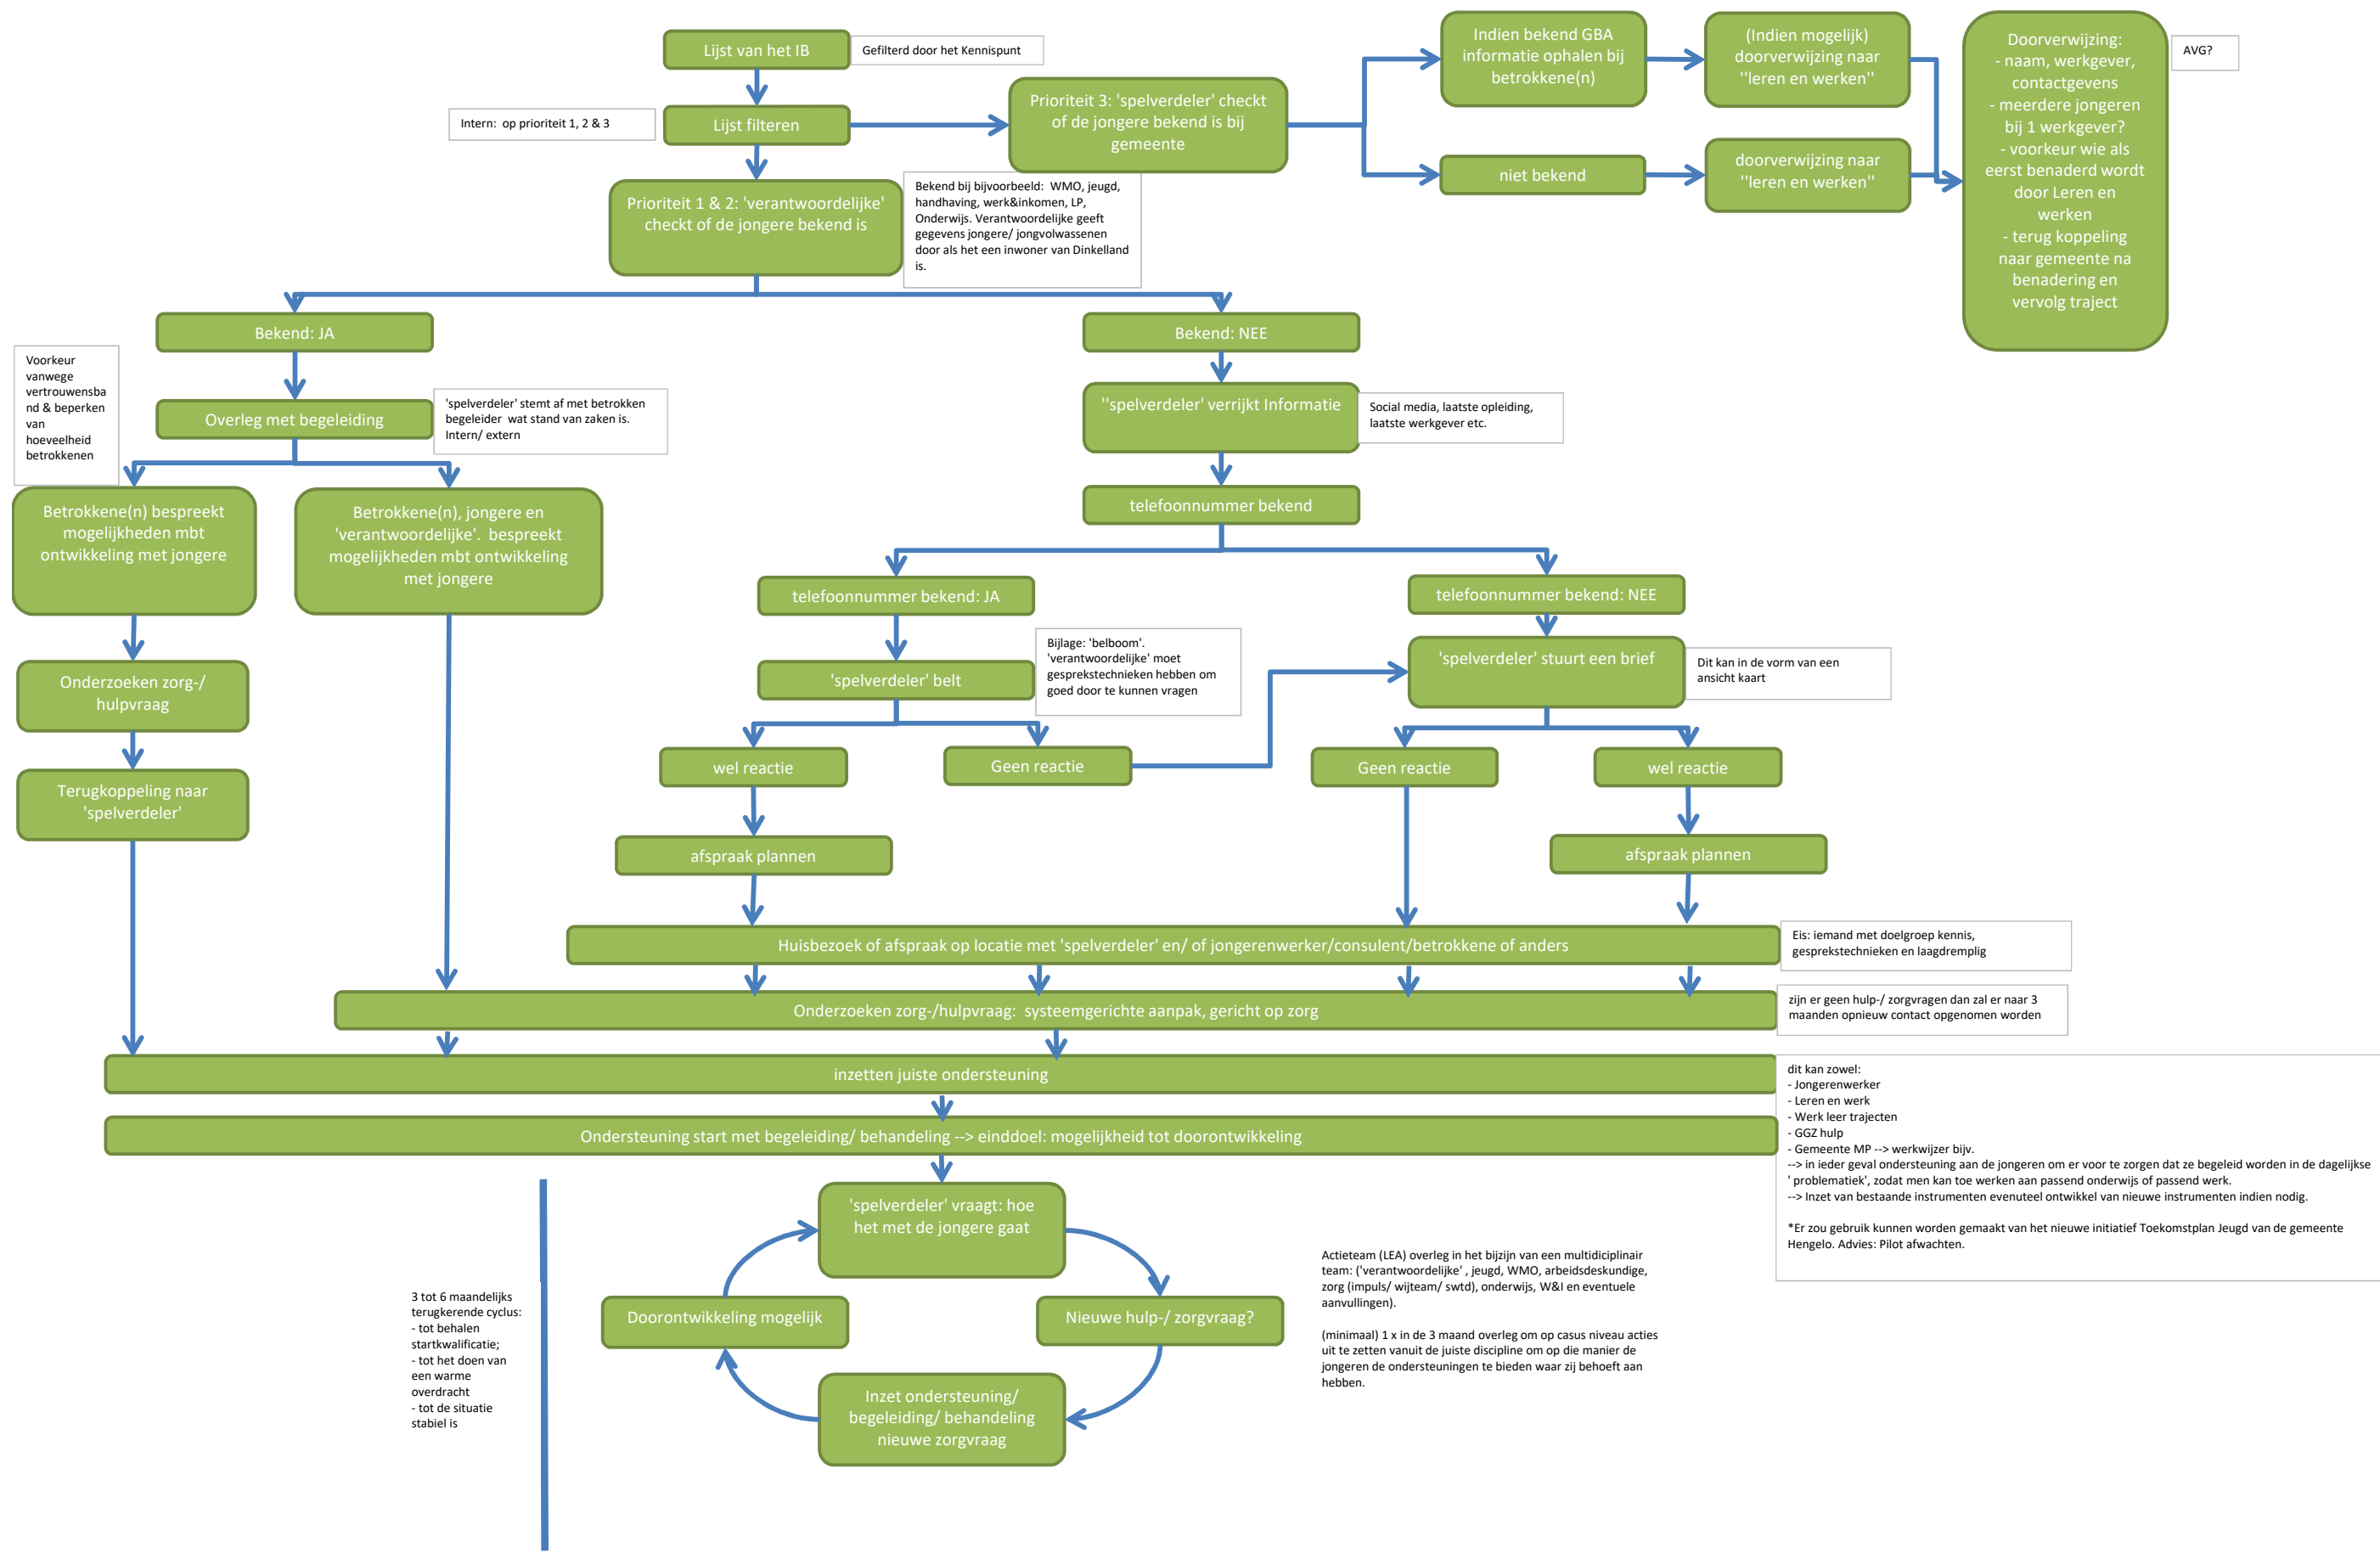 Lijst van het IB
Gefilterd door het Kennispunt
Intern:  op prioriteit 1, 2 & 3
Lijst filteren
Prioriteit 3: 'spelverdeler' checkt
of de jongere bekend is bij
gemeente
Indien bekend GBA
informatie ophalen bij
betrokkene(n)
(Indien mogelijk)
doorverwijzing naar
''leren en werken''
niet bekend
doorverwijzing naar
''leren en werken''
Doorverwijzing:
- naam, werkgever,
contactgevens
- meerdere jongeren
bij 1 werkgever?
- voorkeur wie als
eerst benaderd wordt
door Leren en
werken
- terug koppeling
naar gemeente na
benadering en
vervolg traject
AVG?
Prioriteit 1 & 2: 'verantwoordelijke'
checkt of de jongere bekend is
Bekend bij bijvoorbeeld:  WMO, jeugd,
handhaving, werk&inkomen, LP,
Onderwijs. Verantwoordelijke geeft
gegevens jongere/ jongvolwassenen
door als het een inwoner van Dinkelland
is.
Bekend: JA
Bekend: NEE
Voorkeur
vanwege
vertrouwensba
nd & beperken
van
hoeveelheid
betrokkenen
Overleg met begeleiding
'spelverdeler' stemt af met betrokken
begeleider  wat stand van zaken is.
Intern/ extern
''spelverdeler' verrijkt Informatie
Social media, laatste opleiding,
laatste werkgever etc.
Betrokkene(n) bespreekt
mogelijkheden mbt
ontwikkeling met jongere
Betrokkene(n), jongere en
'verantwoordelijke'.  bespreekt
mogelijkheden mbt ontwikkeling
met jongere
telefoonnummer bekend
telefoonnummer bekend: JA
telefoonnummer bekend: NEE
Onderzoeken zorg-/
hulpvraag
'spelverdeler' belt
Bijlage: 'belboom'.
'verantwoordelijke' moet
gesprekstechnieken hebben om
goed door te kunnen vragen
'spelverdeler' stuurt een brief
Dit kan in de vorm van een
ansicht kaart
Terugkoppeling naar
'spelverdeler'
wel reactie
Geen reactie
Geen reactie
wel reactie
afspraak plannen
afspraak plannen
Huisbezoek of afspraak op locatie met 'spelverdeler' en/ of jongerenwerker/consulent/betrokkene of anders
Eis: iemand met doelgroep kennis,
gesprekstechnieken en laagdremplig
Onderzoeken zorg-/hulpvraag:  systeemgerichte aanpak, gericht op zorg
zijn er geen hulp-/ zorgvragen dan zal er naar 3
maanden opnieuw contact opgenomen worden
inzetten juiste ondersteuning
Ondersteuning start met begeleiding/ behandeling --> einddoel: mogelijkheid tot doorontwikkeling
dit kan zowel:
- Jongerenwerker
- Leren en werk
- Werk leer trajecten
- GGZ hulp
- Gemeente MP --> werkwijzer bijv.
--> in ieder geval ondersteuning aan de jongeren om er voor te zorgen dat ze begeleid worden in de dagelijkse
' problematiek', zodat men kan toe werken aan passend onderwijs of passend werk.
--> Inzet van bestaande instrumenten evenuteel ontwikkel van nieuwe instrumenten indien nodig.
*Er zou gebruik kunnen worden gemaakt van het nieuwe initiatief Toekomstplan Jeugd van de gemeente
Hengelo. Advies: Pilot afwachten.
'spelverdeler' vraagt: hoe
het met de jongere gaat
3 tot 6 maandelijks
terugkerende cyclus:
- tot behalen
startkwalificatie;
- tot het doen van
een warme
overdracht
- tot de situatie
stabiel is
Doorontwikkeling mogelijk
Nieuwe hulp-/ zorgvraag?
Inzet ondersteuning/
begeleiding/ behandeling
nieuwe zorgvraag
Actieteam (LEA) overleg in het bijzijn van een multidiciplinair
team: ('verantwoordelijke' , jeugd, WMO, arbeidsdeskundige,
zorg (impuls/ wijteam/ swtd), onderwijs, W&I en eventuele
aanvullingen).
(minimaal) 1 x in de 3 maand overleg om op casus niveau acties
uit te zetten vanuit de juiste discipline om op die manier de
jongeren de ondersteuningen te bieden waar zij behoeft aan
hebben.